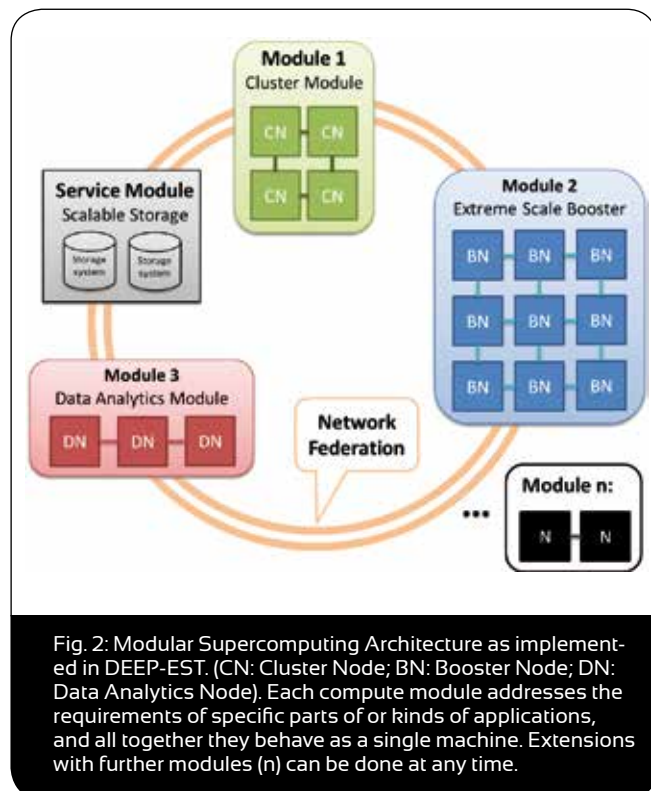 Module 1
Cluster Module
CN CN
CN CN
Service Module
Scalable Storage
Storage system
Storage system
Module 2
Extreme Scale Booster
BN BN BN
BN BN BN
BN BN BN
Module 3
Data Analytics Module
DN DN DN
Network
Federation
...
Module n:
N N
Fig. 2: Modular Supercomputing Architecture as implement-
ed in DEEP-EST. (CN: Cluster Node; BN: Booster Node; DN:
Data Analytics Node). Each compute module addresses the
requirements of specific parts of or kinds of applications,
and all together they behave as a single machine. Extensions
with further modules (n) can be done at any time.